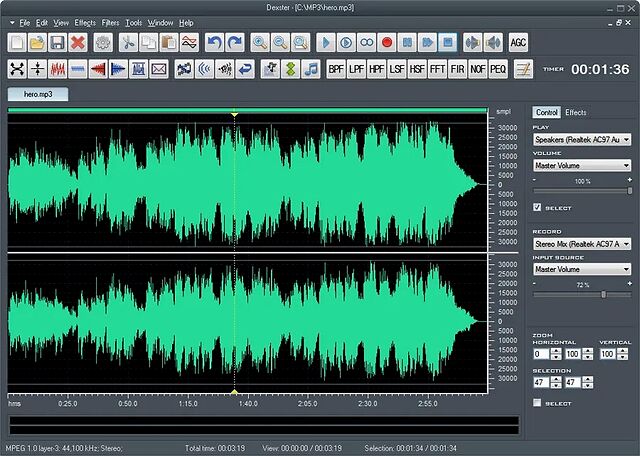 Dexster - [C:\MP3\hero.mp3]
File Edit View Effects Filters Tools Window Help
AGC
BPF LPF HPF LSF HSF FFT FIR NOF PEQ
TIMER 00:01:36
hero.mp3
smpl
30000
25000
20000
15000
10000
5000
0
5000
10000
15000
20000
25000
30000
30000
25000
20000
15000
10000
5000
0
5000
10000
15000
20000
25000
30000
hms 0:25.0 0:50.0 1:15.0 1:40.0 2:05.0 2:30.0 2:55.0
Control Effects
PLAY
Speakers (Realtek AC97 Au
VOLUME
Master Volume
- 100 % +
SELECT
RECORD
Stereo Mix (Realtek AC97 A
INPUT SOURCE
Master Volume
- 72 % +
ZOOM
HORIZONTAL VERTICAL
0 100 100
SELECTION
47 47
SELECT
MPEG 1.0 layer-3: 44,100 kHz; Stereo; Total time: 00:03:19 View: 00:00:00 / 00:03:19 Selection: 00:01:34 / 00:01:34